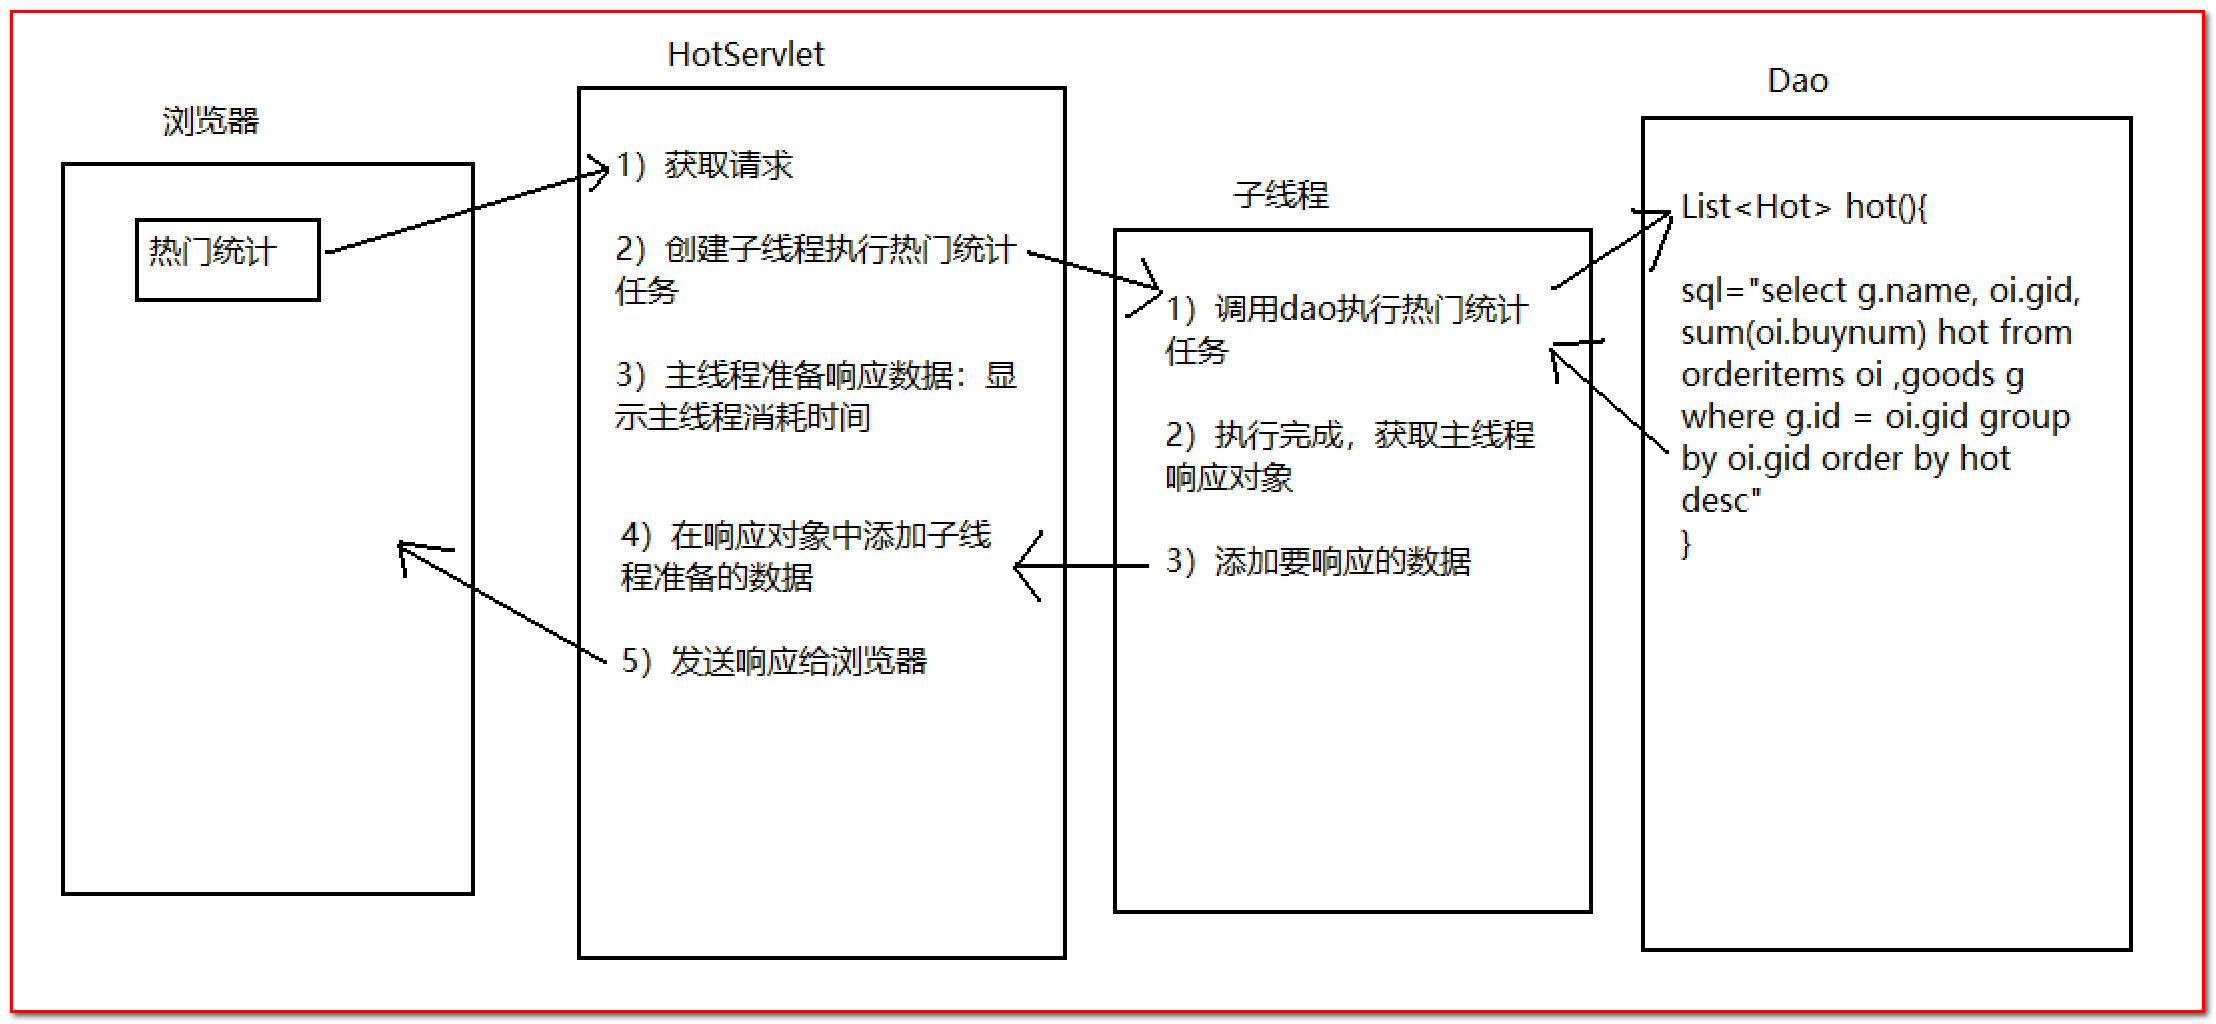 浏览器
热门统计
HotServlet
1）获取请求
2）创建子线程执行热门统计
任务
3）主线程准备响应数据：显
示主线程消耗时间
4）在响应对象中添加子线
程准备的数据
5）发送响应给浏览器
子线程
1）调用dao执行热门统计
任务
2）执行完成，获取主线程
响应对象
3）添加要响应的数据
Dao
List<Hot> hot(){
sql="select g.name, oi.gid,
sum(oi.buynum) hot from
orderitems oi ,goods g
where g.id = oi.gid group
by oi.gid order by hot
desc"
}